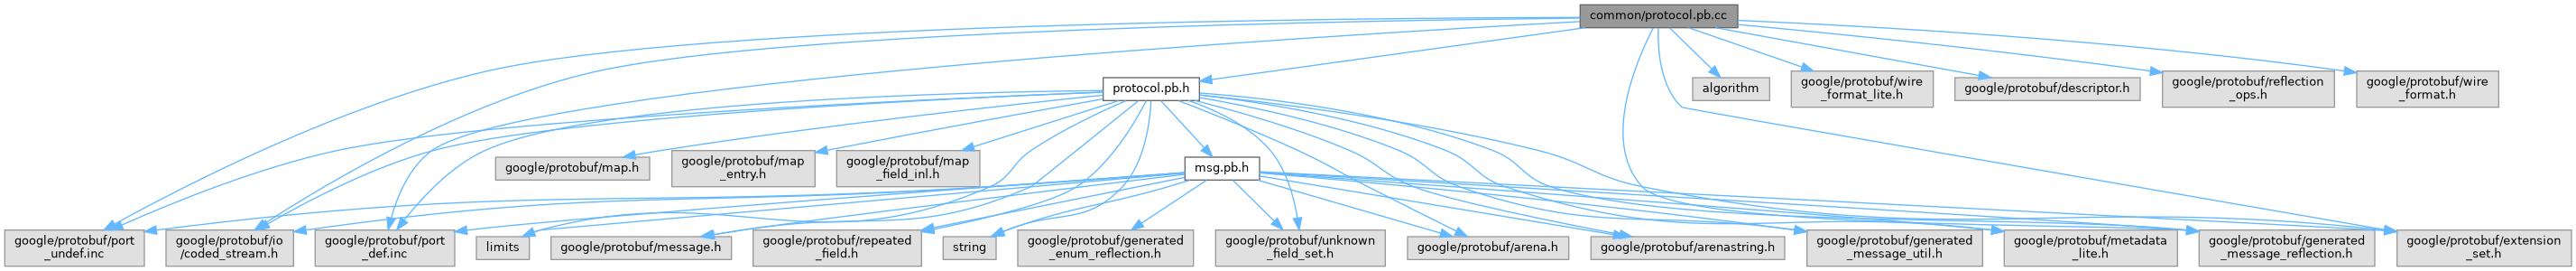 common/protocol.pb.cc
protocol.pb.h
algorithm
google/protobuf/wire
_format_lite.h
google/protobuf/descriptor.h
google/protobuf/reflection
_ops.h
google/protobuf/wire
_format.h
google/protobuf/map.h
google/protobuf/map
_entry.h
google/protobuf/map
_field_inl.h
msg.pb.h
google/protobuf/port
_undef.inc
google/protobuf/io
/coded_stream.h
google/protobuf/port
_def.inc
limits
google/protobuf/message.h
google/protobuf/repeated
_field.h
string
google/protobuf/generated
_enum_reflection.h
google/protobuf/unknown
_field_set.h
google/protobuf/arena.h
google/protobuf/arenastring.h
google/protobuf/generated
_message_util.h
google/protobuf/metadata
_lite.h
google/protobuf/generated
_message_reflection.h
google/protobuf/extension
_set.h